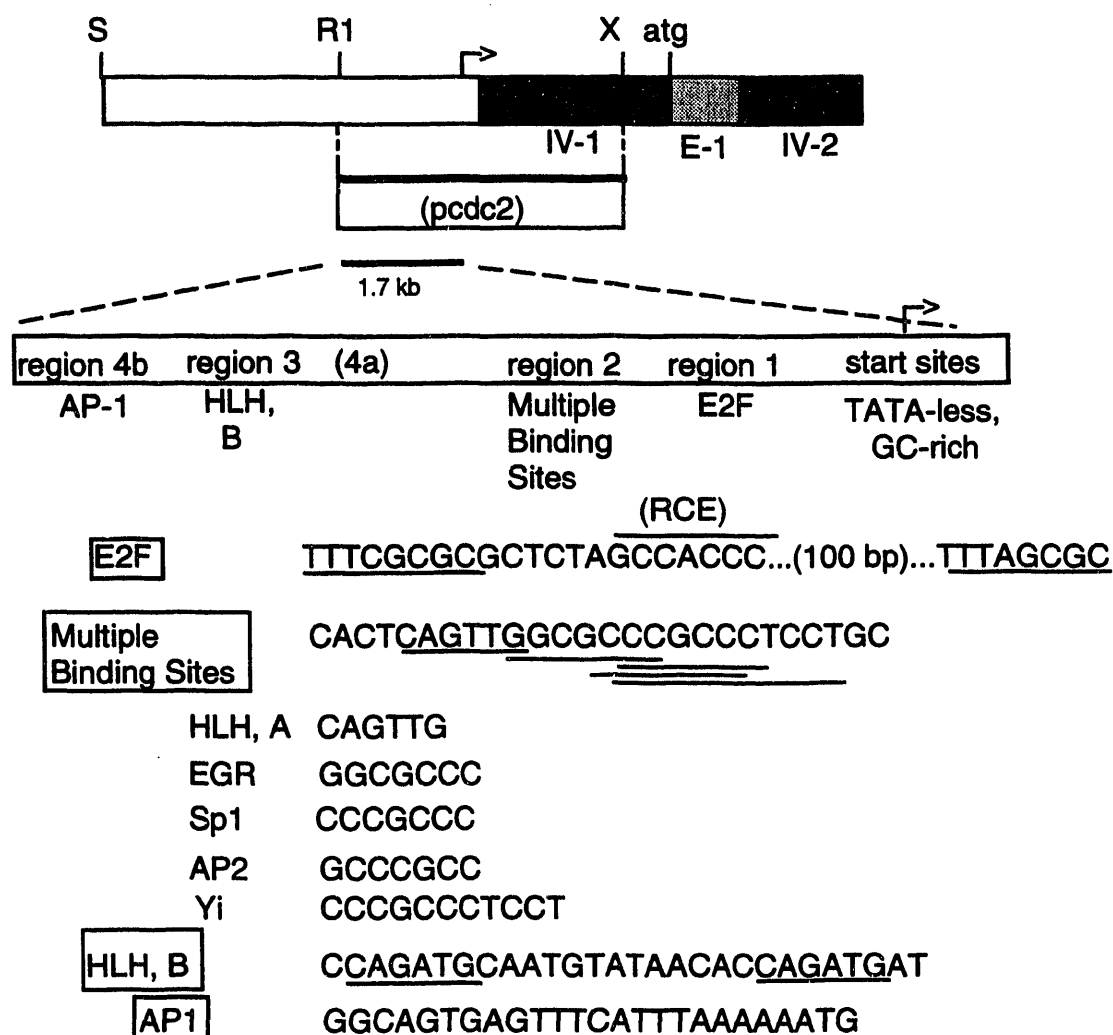 S R1 X atg
IV-1 E-1 IV-2
(pcdc2)
1.7 kb
region 4b region 3 (4a) region 2 region 1 start sites
AP-1 HLH, B Multiple Binding Sites E2F TATA-less, GC-rich
(RCE)
E2F TTTCGCGCGCTCTAGCCACCC...(100 bp)...TTTAGCGC
Multiple Binding Sites CACTCAGTTGGCGCCCGCCCTCCTGC
HLH, A CAGTTG
EGR GGCGCCC
Sp1 CCCGCCC
AP2 GCCCGCC
Yi CCCGCCCTCCT
HLH, B CCAGATGCAATGTATAACACCAGATGAT
AP1 GGCAGTGAGTTTCATTTAAAAAATG